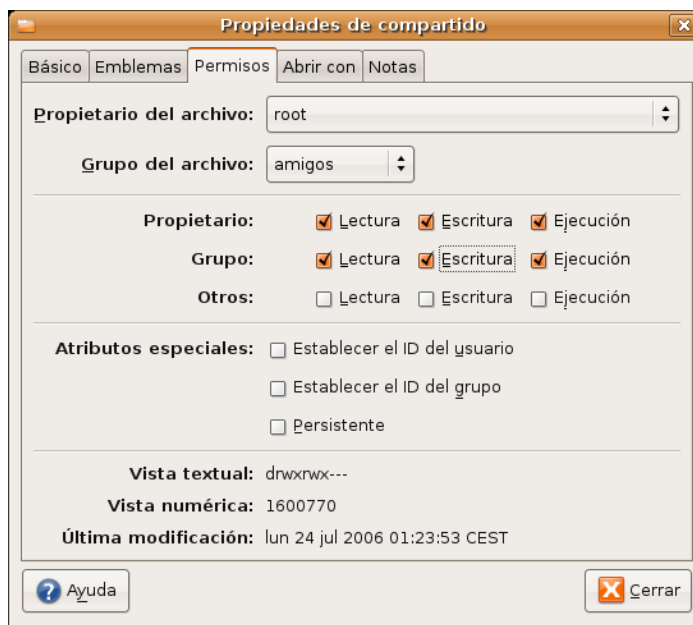 Propiedades de compartido
Básico Emblemas Permisos Abrir con Notas
Propietario del archivo: root
Grupo del archivo: amigos
Propietario: Lectura Escritura Ejecución
Grupo: Lectura Escritura Ejecución
Otros: Lectura Escritura Ejecución
Atributos especiales: Establecer el ID del usuario
Establecer el ID del grupo
Persistente
Vista textual: drwxrwx---
Vista numérica: 1600770
Última modificación: lun 24 jul 2006 01:23:53 CEST
Ayuda Cerrar